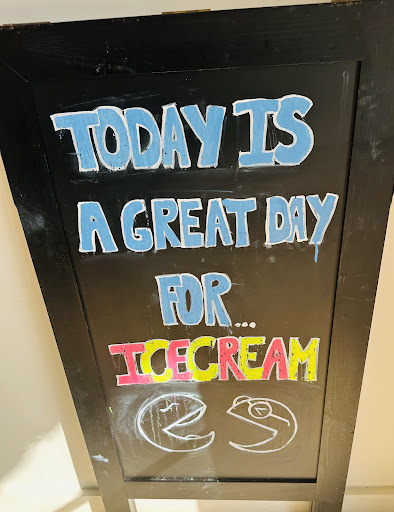 TODAY IS
A GREAT DAY
FOR...
ICECREAM